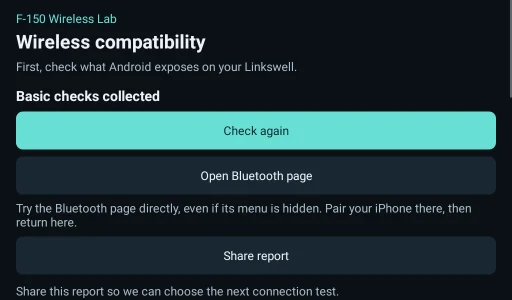 F-150 Wireless Lab
Wireless compatibility
First, check what Android exposes on your Linkswell.
Basic checks collected
Check again
Open Bluetooth page
Try the Bluetooth page directly, even if its menu is hidden. Pair your iPhone there, then
return here.
Share report
Share this report so we can choose the next connection test.